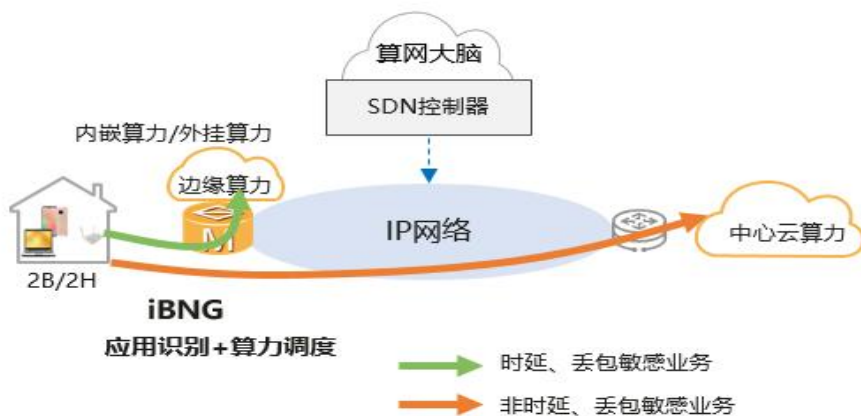 算网大脑
SDN控制器
内嵌算力/外挂算力
边缘算力
M
IP网络
中心云算力
2B/2H
iBNG
应用识别+算力调度
时延、丢包敏感业务
非时延、丢包敏感业务